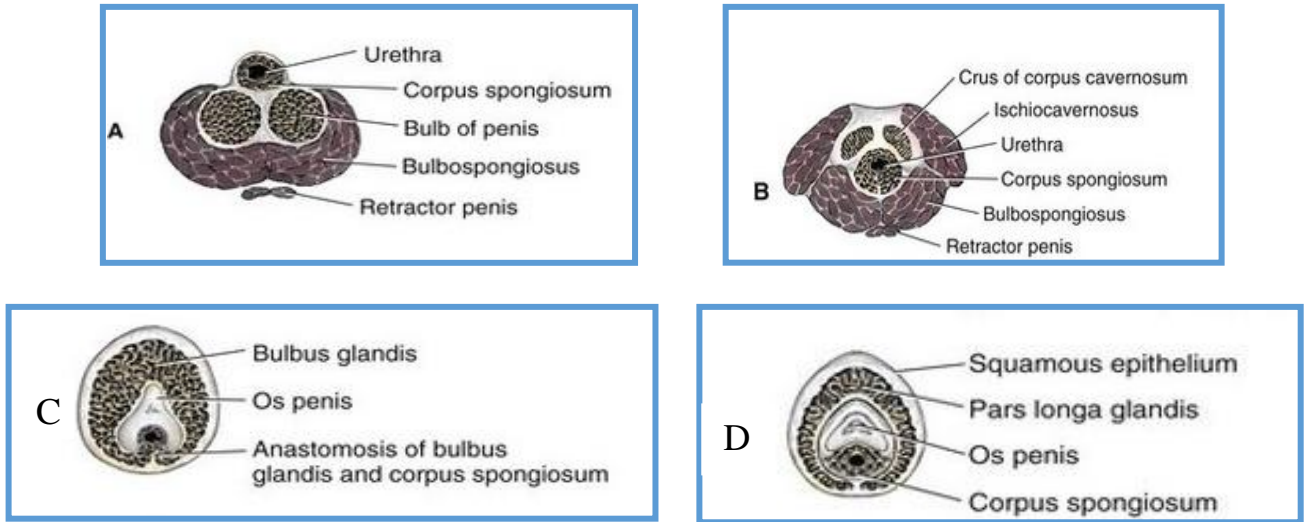 A
Urethra
Corpus spongiosum
Bulb of penis
Bulbospongiosus
Retractor penis
B
Crus of corpus cavernosum
Ischiocavernosus
Urethra
Corpus spongiosum
Bulbospongiosus
Retractor penis
C
Bulbus glandis
Os penis
Anastomosis of bulbus
glandis and corpus spongiosum
D
Squamous epithelium
Pars longa glandis
Os penis
Corpus spongiosum